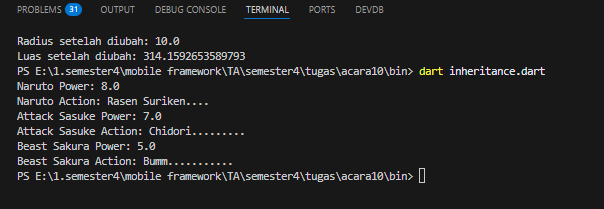 PROBLEMS 31 OUTPUT DEBUG CONSOLE TERMINAL PORTS DEVDB
Radius setelah diubah: 10.0
Luas setelah diubah: 314.1592653589793
PS E:\1.semester4\mobile framework\TA\semester4\tugas\acara10\bin> dart inheritance.dart
Naruto Power: 8.0
Naruto Action: Rasen Suriken....
Attack Sasuke Power: 7.0
Attack Sasuke Action: Chidori.........
Beast Sakura Power: 5.0
Beast Sakura Action: Bumm...........
PS E:\1.semester4\mobile framework\TA\semester4\tugas\acara10\bin>